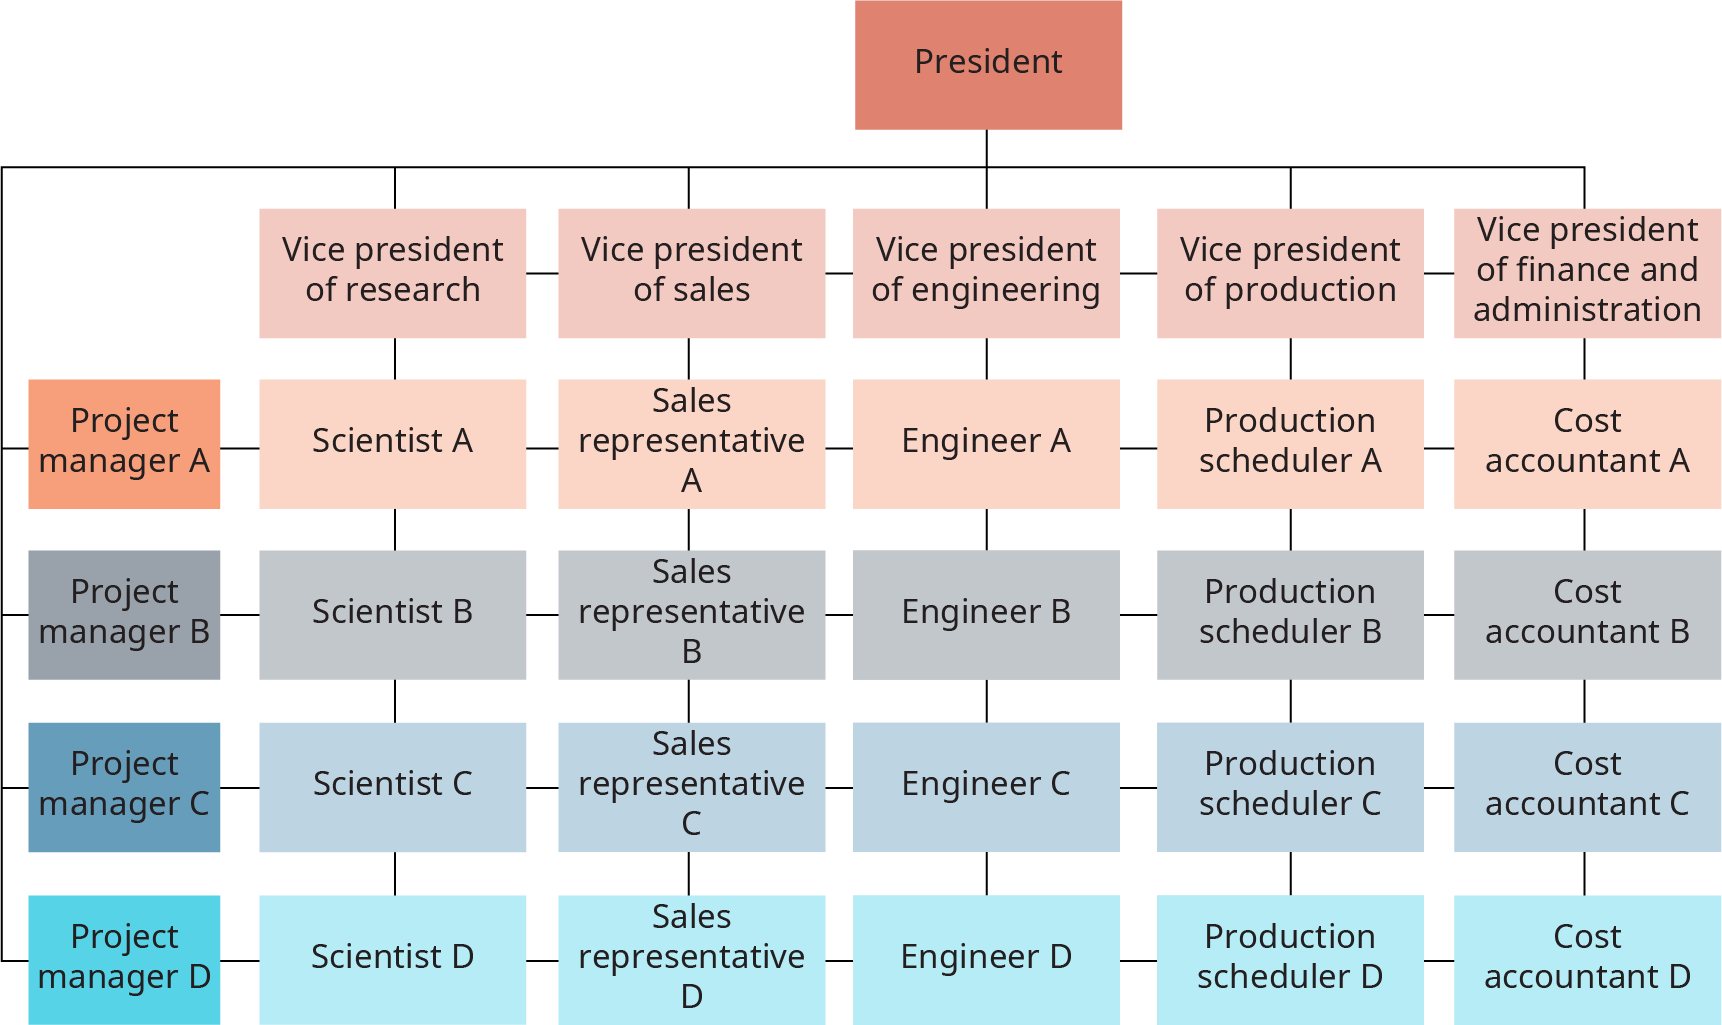 President
Vice president
of research
Vice president
of sales
Vice president
of engineering
Vice president
of production
Vice president
of finance and
administration
Project
manager A
Scientist A
Sales
representative
A
Engineer A
Production
scheduler A
Cost
accountant A
Project
manager B
Scientist B
Sales
representative
B
Engineer B
Production
scheduler B
Cost
accountant B
Project
manager C
Scientist C
Sales
representative
C
Engineer C
Production
scheduler C
Cost
accountant C
Project
manager D
Scientist D
Sales
representative
D
Engineer D
Production
scheduler D
Cost
accountant D